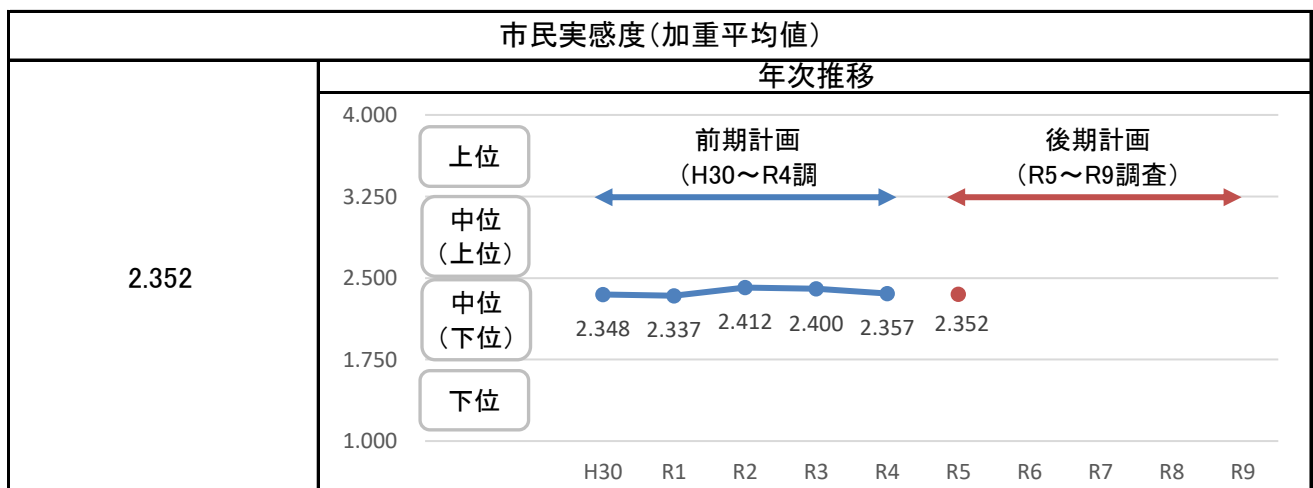 市民実感度（加重平均値）
年次推移
2.352
4.000
3.250
2.500
1.750
1.000
上位
中位
（上位）
中位
（下位）
下位
前期計画
（H30～R4調
後期計画
（R5～R9調査）
2.348 2.337 2.412 2.400 2.357 2.352
H30 R1 R2 R3 R4 R5 R6 R7 R8 R9